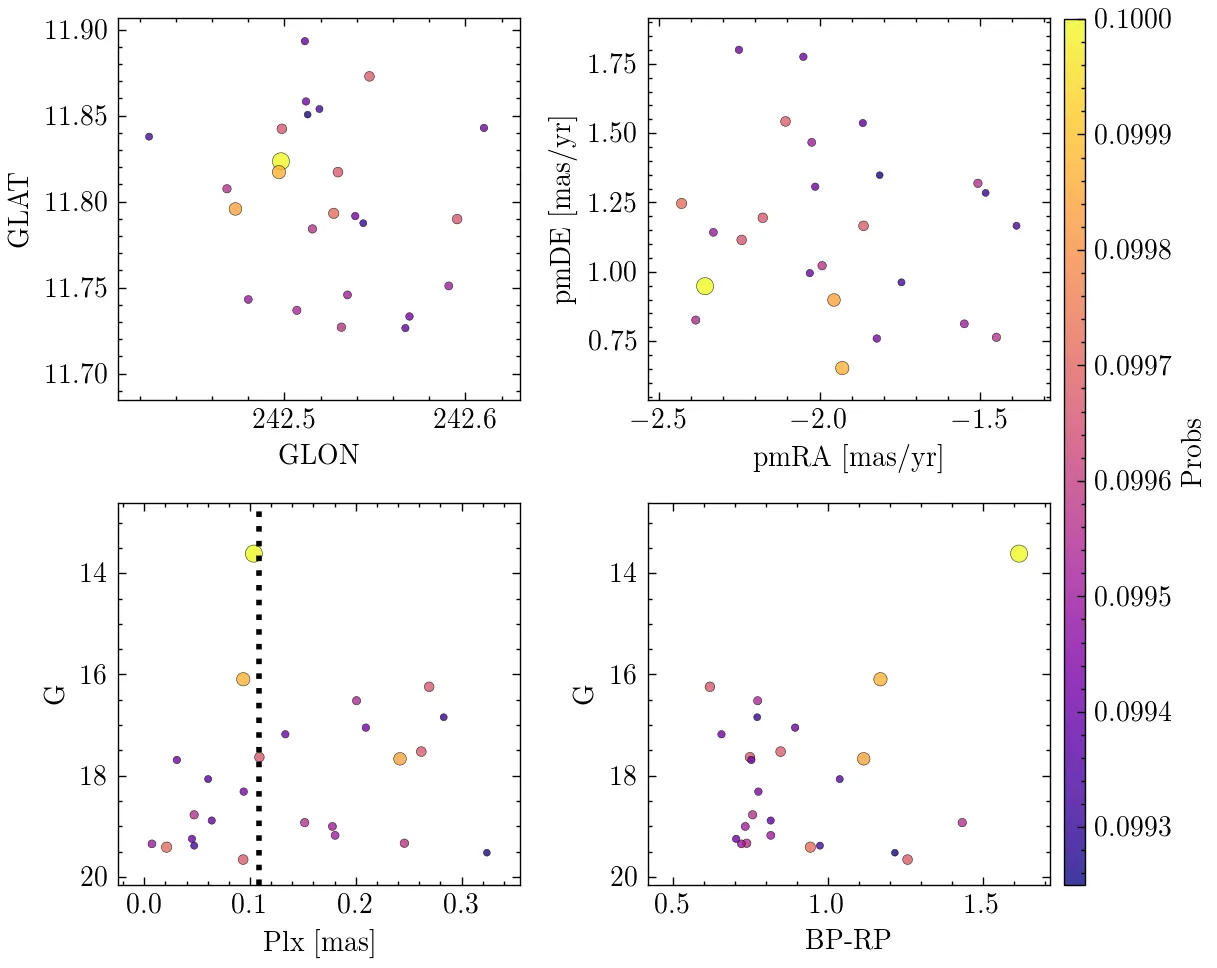 11.90
11.85
11.80
11.75
11.70
GLAT
242.5 242.6
GLON
1.75
1.50
1.25
1.00
0.75
pmDE [mas/yr]
−2.5 −2.0 −1.5
pmRA [mas/yr]
0.1000
0.0999
0.0998
0.0997
0.0996
0.0995
0.0994
0.0993
Probs
14
16
18
20
G
0.0 0.1 0.2 0.3
Plx [mas]
14
16
18
20
G
0.5 1.0 1.5
BP-RP